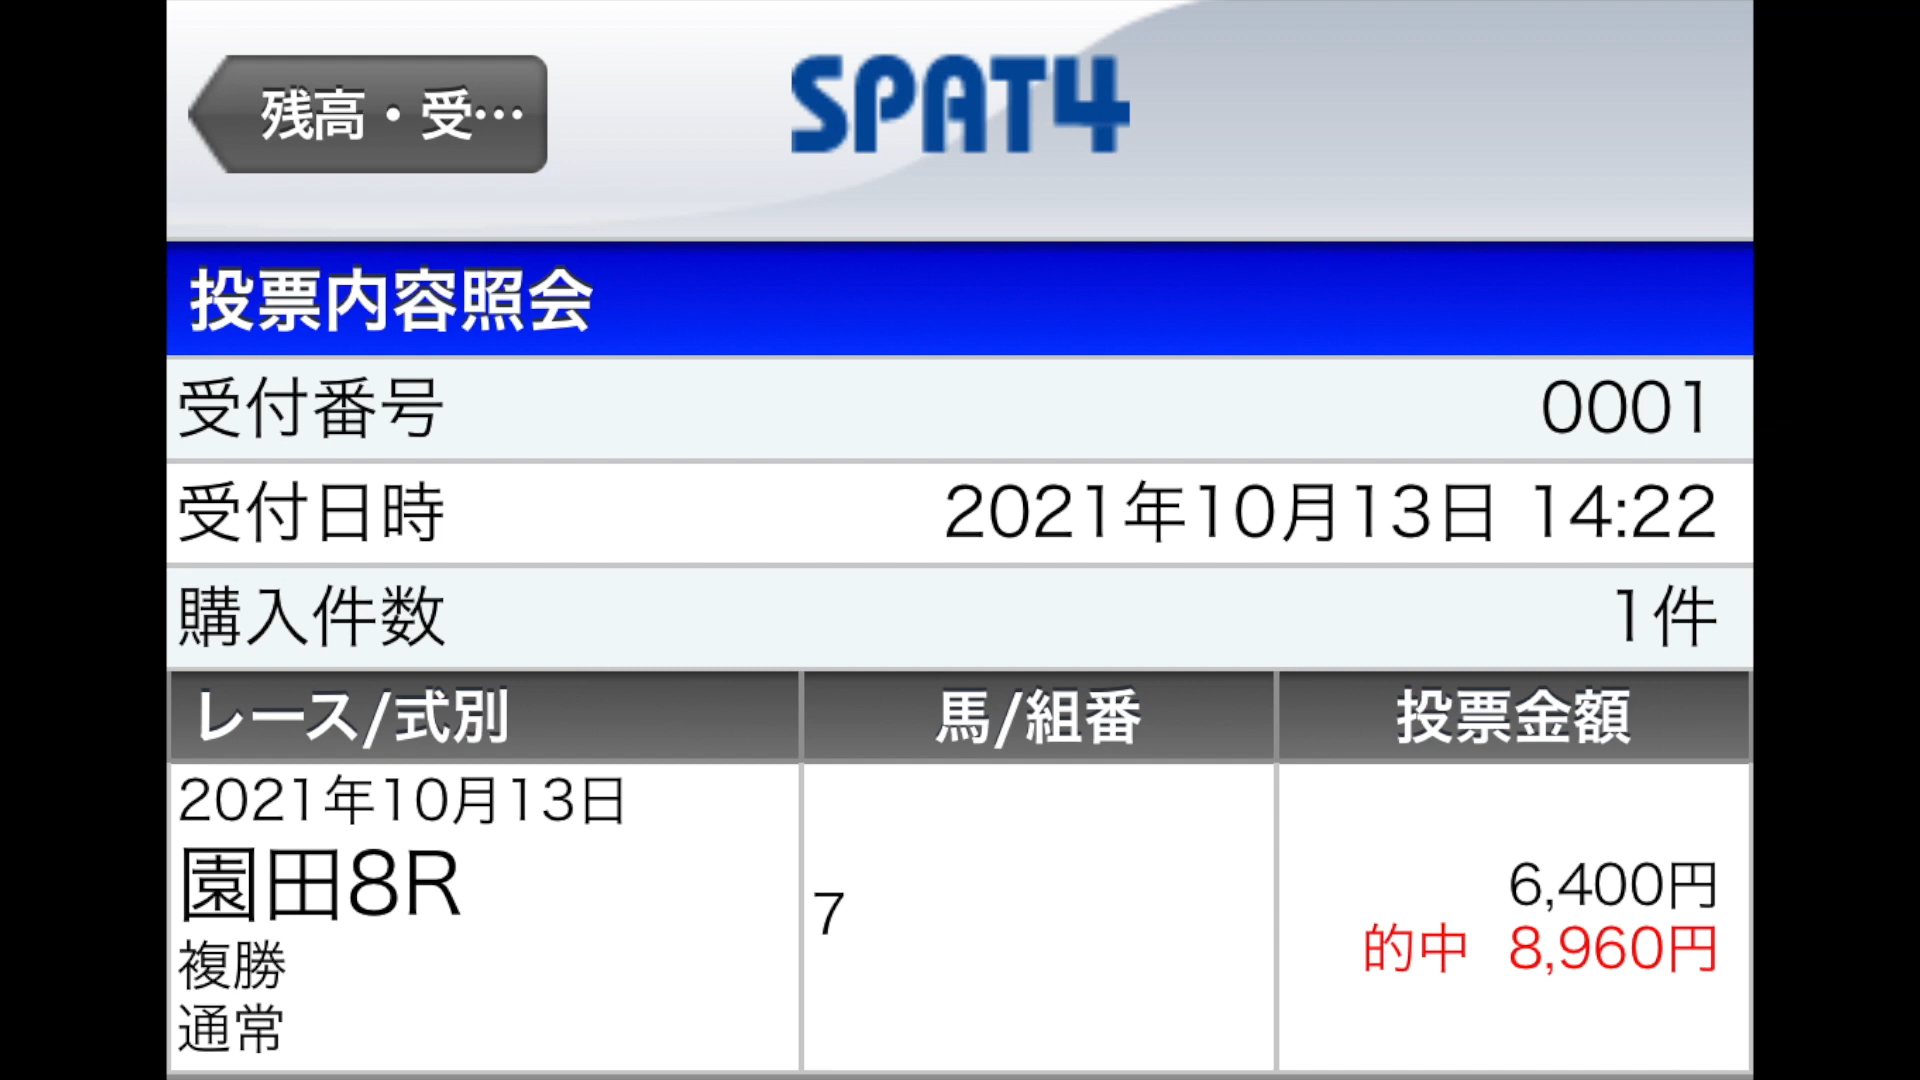 残高・受…
SPAT4
投票内容照会
受付番号 0001
受付日時 2021年10月13日 14:22
購入件数 1件
レース/式別 馬/組番 投票金額
2021年10月13日
園田8R
複勝
通常
7
6,400円
的中 8,960円